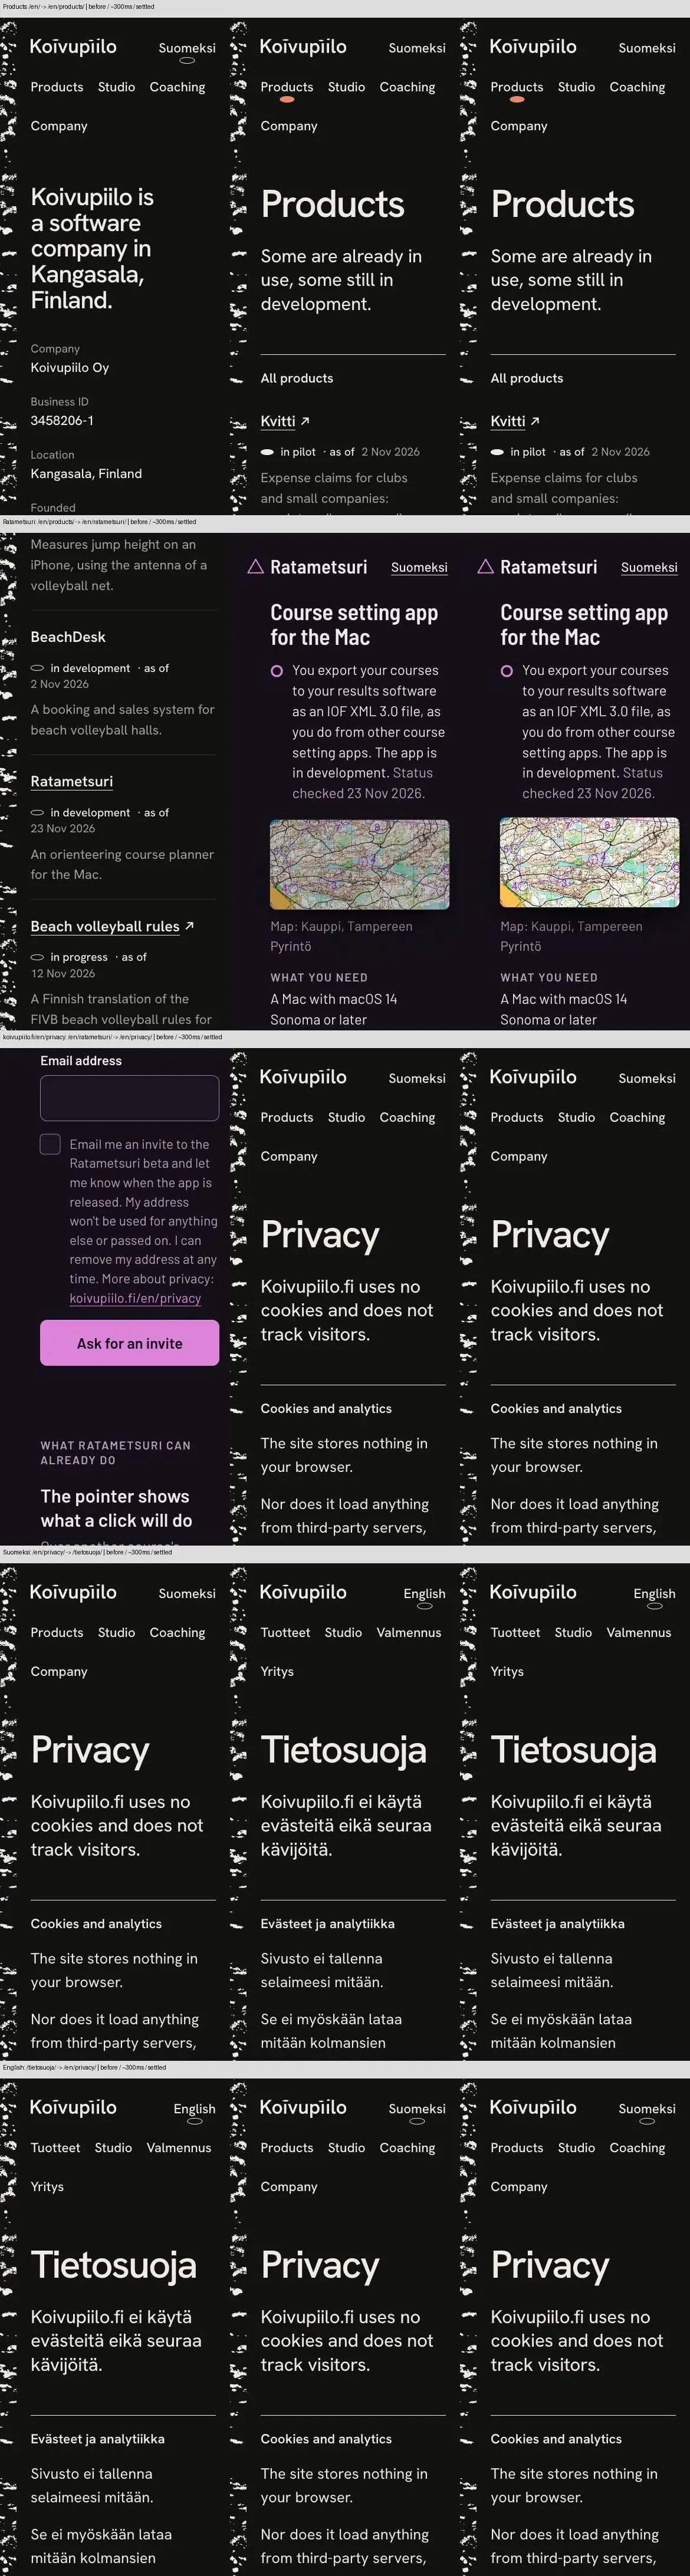 Products: /en/ -> /en/products/ | before / ~300ms / settled
Koivupiilo
Suomeksi
Products Studio Coaching
Company
Koivupiilo is
a software
company in
Kangasala,
Finland.
Company
Koivupiilo Oy
Business ID
3458206-1
Location
Kangasala, Finland
Founded
Koivupiilo
Suomeksi
Products Studio Coaching
Company
Products
Some are already in
use, some still in
development.
All products
Kvitti ↗
in pilot · as of 2 Nov 2026
Expense claims for clubs
and small companies:
Koivupiilo
Suomeksi
Products Studio Coaching
Company
Products
Some are already in
use, some still in
development.
All products
Kvitti ↗
in pilot · as of 2 Nov 2026
Expense claims for clubs
and small companies:
Ratametsuri: /en/products/ -> /en/ratametsuri/ | before / ~300ms / settled
Measures jump height on an
iPhone, using the antenna of a
volleyball net.
BeachDesk
in development · as of
2 Nov 2026
A booking and sales system for
beach volleyball halls.
Ratametsuri
in development · as of
23 Nov 2026
An orienteering course planner
for the Mac.
Beach volleyball rules ↗
in progress · as of
12 Nov 2026
A Finnish translation of the
FIVB beach volleyball rules for
Ratametsuri
Suomeksi
Course setting app
for the Mac
You export your courses
to your results software
as an IOF XML 3.0 file, as
you do from other course
setting apps. The app is
in development. Status
checked 23 Nov 2026.
Map: Kauppi, Tampereen
Pyrintö
WHAT YOU NEED
A Mac with macOS 14
Sonoma or later
Ratametsuri
Suomeksi
Course setting app
for the Mac
You export your courses
to your results software
as an IOF XML 3.0 file, as
you do from other course
setting apps. The app is
in development. Status
checked 23 Nov 2026.
Map: Kauppi, Tampereen
Pyrintö
WHAT YOU NEED
A Mac with macOS 14
Sonoma or later
koivupiilo.fi/en/privacy: /en/ratametsuri/ -> /en/privacy/ | before / ~300ms / settled
Email address
Email me an invite to the
Ratametsuri beta and let
me know when the app is
released. My address
won't be used for anything
else or passed on. I can
remove my address at any
time. More about privacy:
koivupiilo.fi/en/privacy
Ask for an invite
WHAT RATAMETSURI CAN
ALREADY DO
The pointer shows
what a click will do
Koivupiilo
Suomeksi
Products Studio Coaching
Company
Privacy
Koivupiilo.fi uses no
cookies and does not
track visitors.
Cookies and analytics
The site stores nothing in
your browser.
Nor does it load anything
from third-party servers,
Koivupiilo
Suomeksi
Products Studio Coaching
Company
Privacy
Koivupiilo.fi uses no
cookies and does not
track visitors.
Cookies and analytics
The site stores nothing in
your browser.
Nor does it load anything
from third-party servers,
Suomeksi: /en/privacy/ -> /tietosuoja/ | before / ~300ms / settled
Koivupiilo
Suomeksi
Products Studio Coaching
Company
Privacy
Koivupiilo.fi uses no
cookies and does not
track visitors.
Cookies and analytics
The site stores nothing in
your browser.
Nor does it load anything
from third-party servers,
Koivupiilo
English
Tuotteet Studio Valmennus
Yritys
Tietosuoja
Koivupiilo.fi ei käytä
evästeitä eikä seuraa
kävijöitä.
Evästeet ja analytiikka
Sivusto ei tallenna
selaimeesi mitään.
Se ei myöskään lataa
mitään kolmansien
Koivupiilo
English
Tuotteet Studio Valmennus
Yritys
Tietosuoja
Koivupiilo.fi ei käytä
evästeitä eikä seuraa
kävijöitä.
Evästeet ja analytiikka
Sivusto ei tallenna
selaimeesi mitään.
Se ei myöskään lataa
mitään kolmansien
English: /tietosuoja/ -> /en/privacy/ | before / ~300ms / settled
Koivupiilo
English
Tuotteet Studio Valmennus
Yritys
Tietosuoja
Koivupiilo.fi ei käytä
evästeitä eikä seuraa
kävijöitä.
Evästeet ja analytiikka
Sivusto ei tallenna
selaimeesi mitään.
Se ei myöskään lataa
mitään kolmansien
Koivupiilo
Suomeksi
Products Studio Coaching
Company
Privacy
Koivupiilo.fi uses no
cookies and does not
track visitors.
Cookies and analytics
The site stores nothing in
your browser.
Nor does it load anything
from third-party servers,
Koivupiilo
Suomeksi
Products Studio Coaching
Company
Privacy
Koivupiilo.fi uses no
cookies and does not
track visitors.
Cookies and analytics
The site stores nothing in
your browser.
Nor does it load anything
from third-party servers,